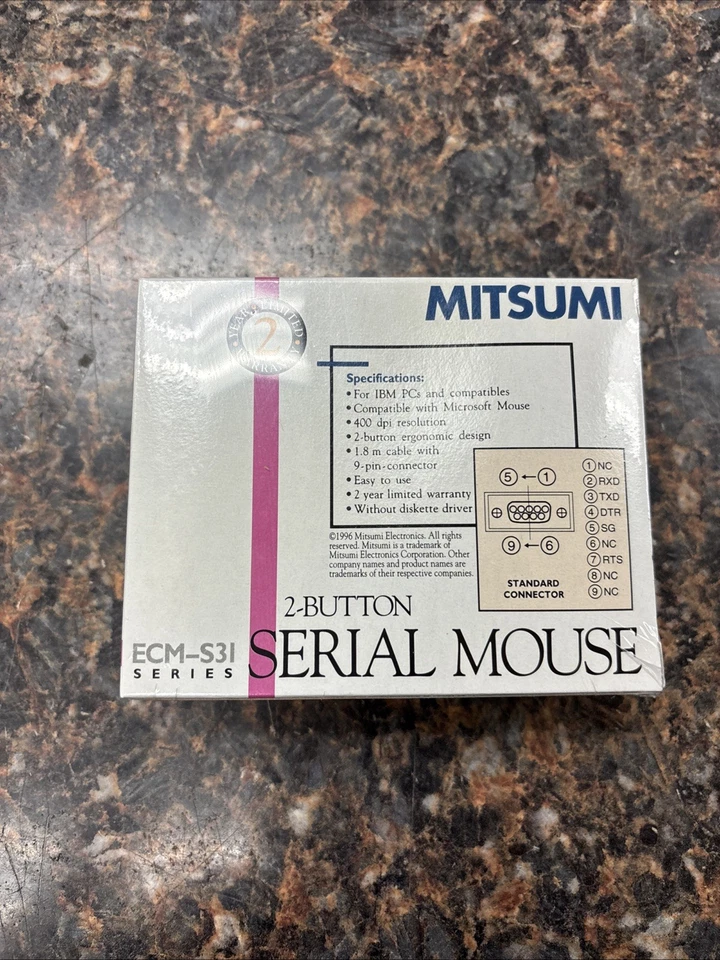 MITSUMI
YEAR LIMITED
2
WARRANTY
Specifications:
• For IBM PCs and compatibles
• Compatible with Microsoft Mouse
• 400 dpi resolution
• 2-button ergonomic design
• 1.8 m cable with
9-pin-connector
• Easy to use
• 2 year limited warranty
• Without diskette driver
©1996 Mitsumi Electronics. All rights
reserved. Mitsumi is a trademark of
Mitsumi Electronics Corporation. Other
company names and product names are
trademarks of their respective companies.
5 ← 1
9 ← 6
STANDARD
CONNECTOR
1 NC
2 RXD
3 TXD
4 DTR
5 SG
6 NC
7 RTS
8 NC
9 NC
2-BUTTON
SERIAL MOUSE
ECM–S31
SERIES